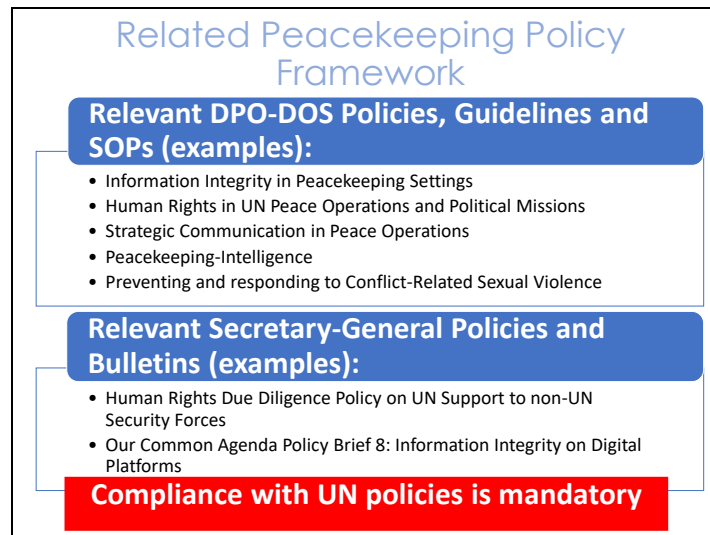 Related Peacekeeping Policy
Framework
Relevant DPO-DOS Policies, Guidelines and
SOPs (examples):
• Information Integrity in Peacekeeping Settings
• Human Rights in UN Peace Operations and Political Missions
• Strategic Communication in Peace Operations
• Peacekeeping-Intelligence
• Preventing and responding to Conflict-Related Sexual Violence
Relevant Secretary-General Policies and
Bulletins (examples):
• Human Rights Due Diligence Policy on UN Support to non-UN
Security Forces
• Our Common Agenda Policy Brief 8: Information Integrity on Digital
Platforms
Compliance with UN policies is mandatory